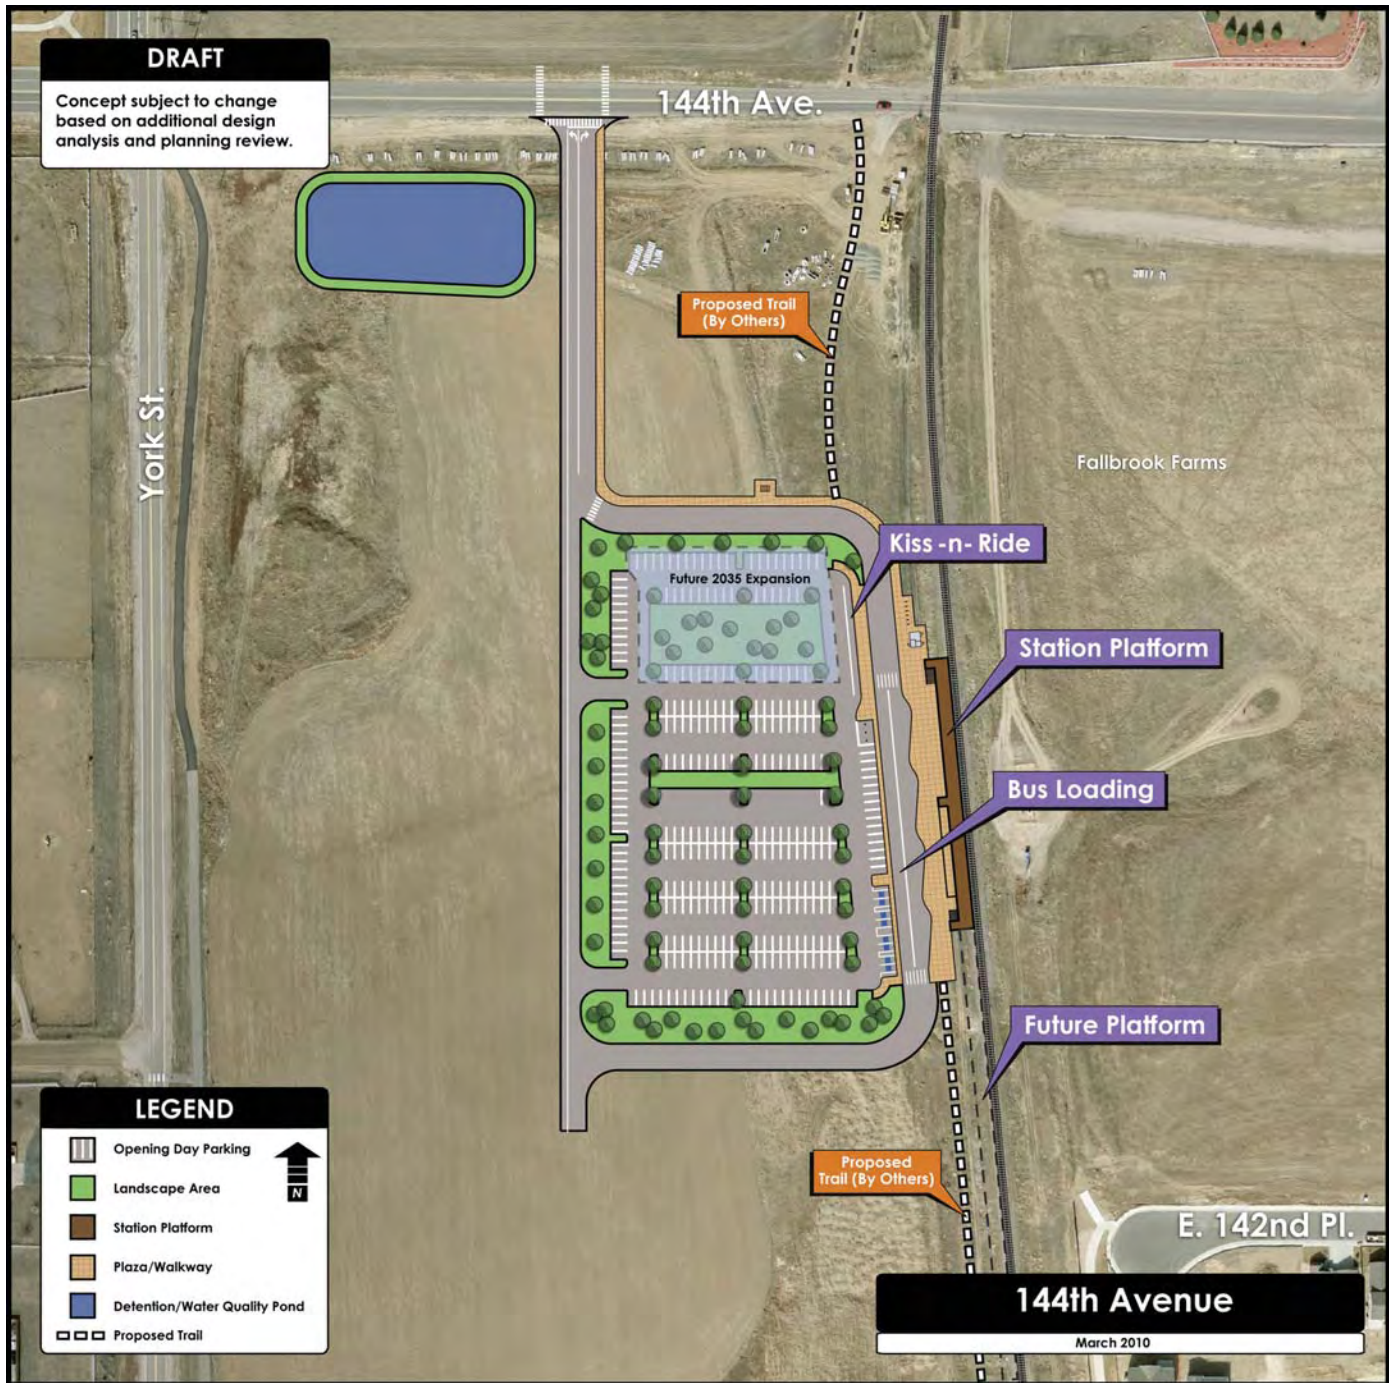 DRAFT
Concept subject to change
based on additional design
analysis and planning review.
144th Ave.
York St.
Proposed Trail
(By Others)
Fallbrook Farms
Kiss -n- Ride
Future 2035 Expansion
Station Platform
Bus Loading
Future Platform
Proposed
Trail (By Others)
E. 142nd Pl.
LEGEND
Opening Day Parking
Landscape Area
Station Platform
Plaza/Walkway
Detention/Water Quality Pond
Proposed Trail
N
144th Avenue
March 2010